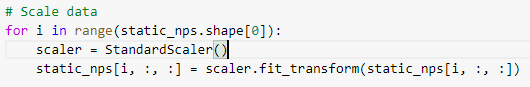 # Scale data
for i in range(static_nps.shape[0]):
    scaler = StandardScaler()
    static_nps[i, :, :] = scaler.fit_transform(static_nps[i, :, :])